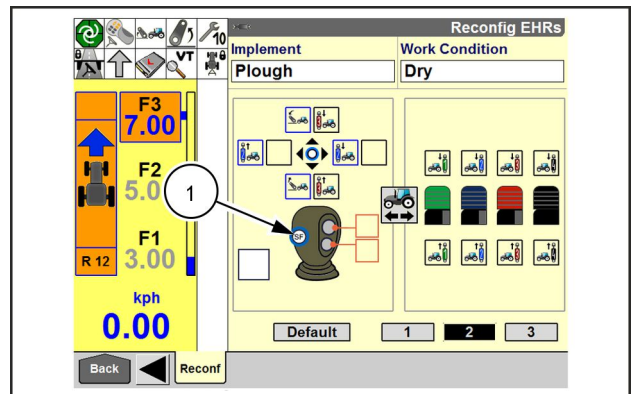 10
VT
Reconfig EHRs
Implement
Work Condition
Plough
Dry
F3
7.00
F2
5.0
1
F1
R 12
3.00
SF
kph
0.00
Default
1
2
3
Back
Reconf